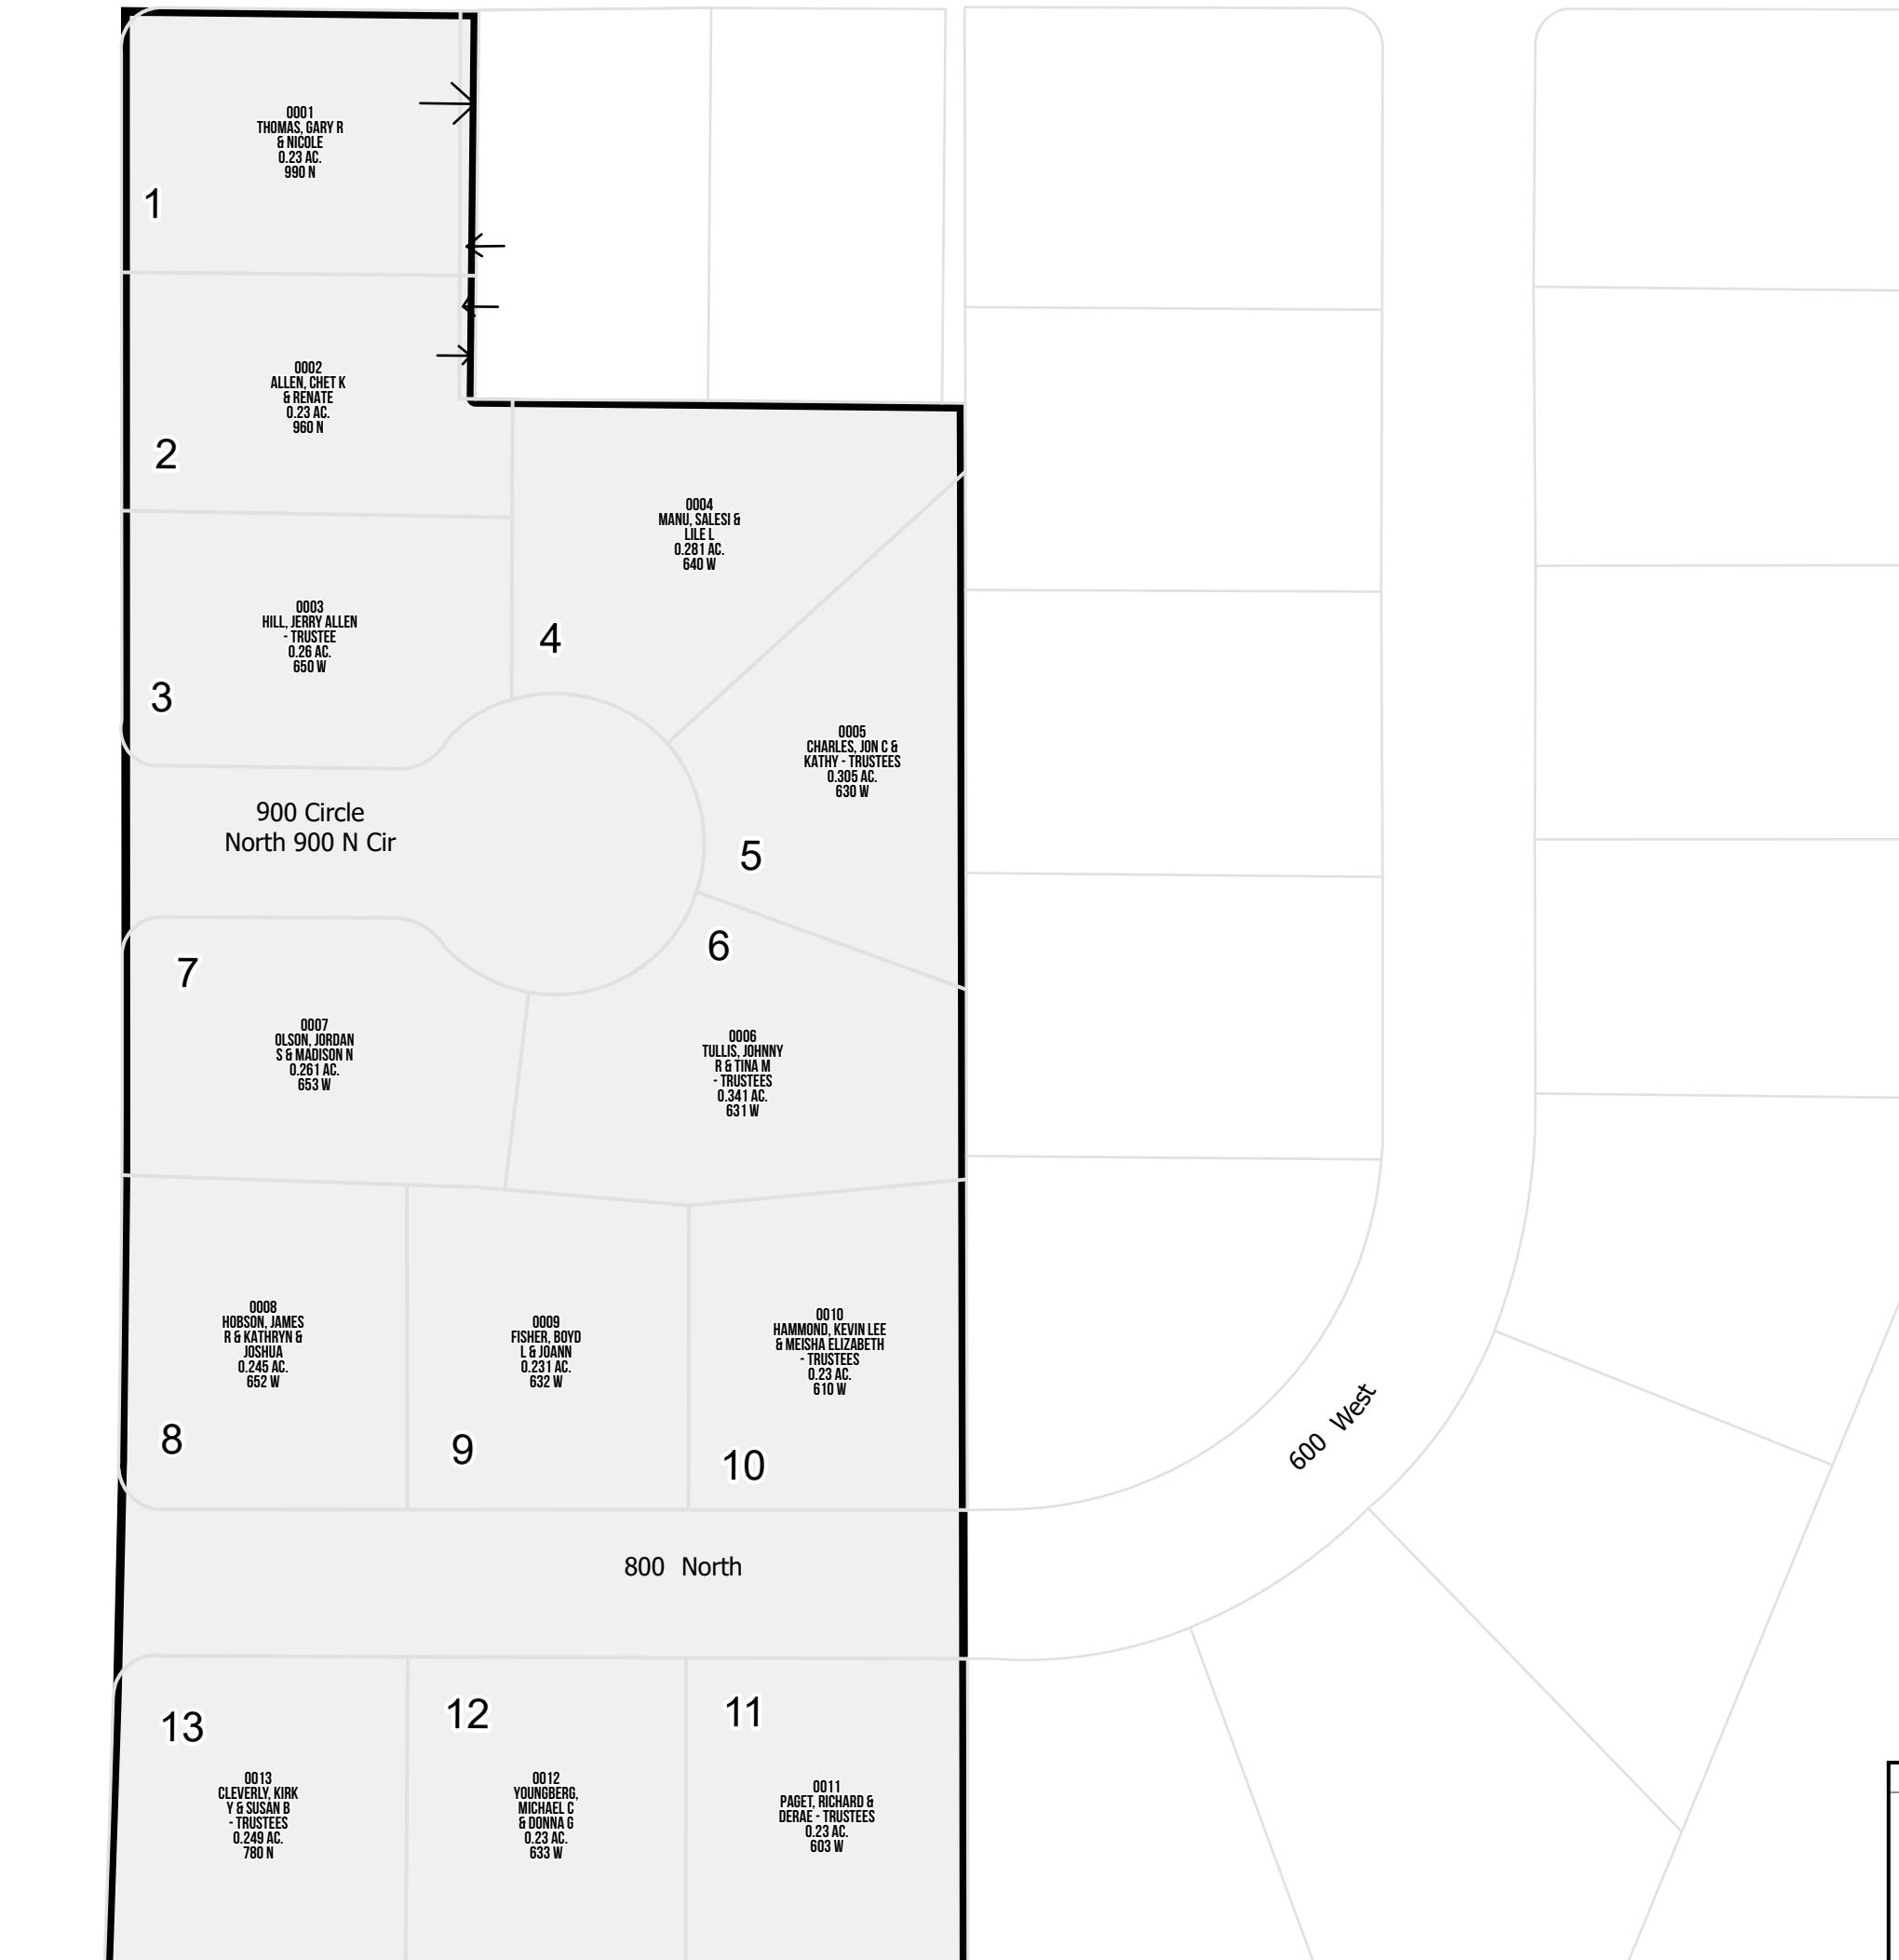 0001
THOMAS, GARY R
& NICOLE
0.23 AC.
990 N
1
0002
ALLEN, CHET K
& RENATE
0.23 AC.
960 N
2
0004
MANU, SALESI &
LILE L
0.281 AC.
640 W
4
0003
HILL, JERRY ALLEN
- TRUSTEE
0.26 AC.
650 W
3
0005
CHARLES, JON C &
KATHY - TRUSTEES
0.305 AC.
630 W
5
900 Circle
North 900 N Cir
6
7
0007
OLSON, JORDAN
S & MADISON N
0.261 AC.
653 W
0006
TULLIS, JOHNNY
R & TINA M
- TRUSTEES
0.341 AC.
631 W
0008
HOBSON, JAMES
R & KATHRYN &
JOSHUA
0.245 AC.
652 W
8
0009
FISHER, BOYD
L & JOANN
0.231 AC.
632 W
9
0010
HAMMOND, KEVIN LEE
& MEISHA ELIZABETH
- TRUSTEES
0.23 AC.
610 W
10
600 West
800 North
13
0013
CLEVERLY, KIRK
Y & SUSAN B
- TRUSTEES
0.249 AC.
780 N
12
0012
YOUNGBERG,
MICHAEL C
& DONNA G
0.23 AC.
633 W
11
0011
PAGET, RICHARD &
DERAE - TRUSTEES
0.23 AC.
603 W